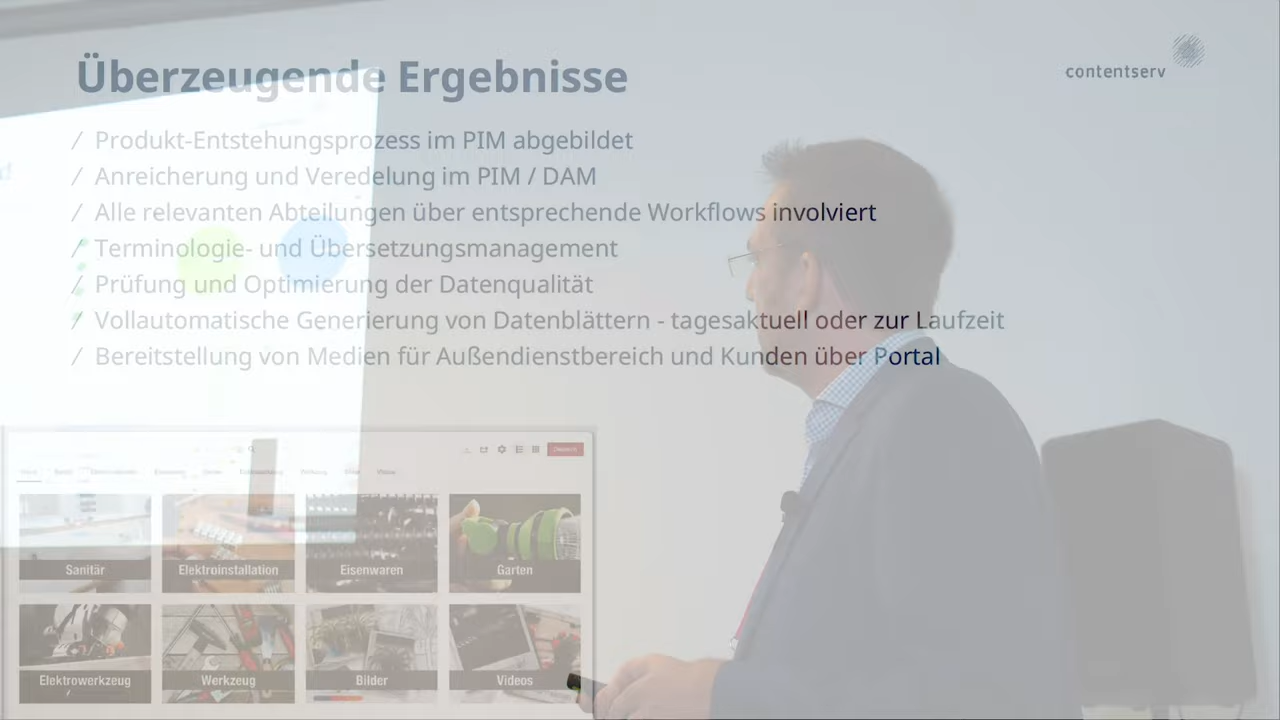 Überzeugende Ergebnisse
contentserv
/ Produkt-Entstehungsprozess im PIM abgebildet
/ Anreicherung und Veredelung im PIM / DAM
/ Alle relevanten Abteilungen über entsprechende Workflows involviert
/ Terminologie- und Übersetzungsmanagement
/ Prüfung und Optimierung der Datenqualität
/ Vollautomatische Generierung von Datenblättern - tagesaktuell oder zur Laufzeit
/ Bereitstellung von Medien für Außendienstbereich und Kunden über Portal
Sanitär
Elektroinstallation
Eisenwaren
Garten
Elektrowerkzeug
Werkzeug
Bilder
Videos